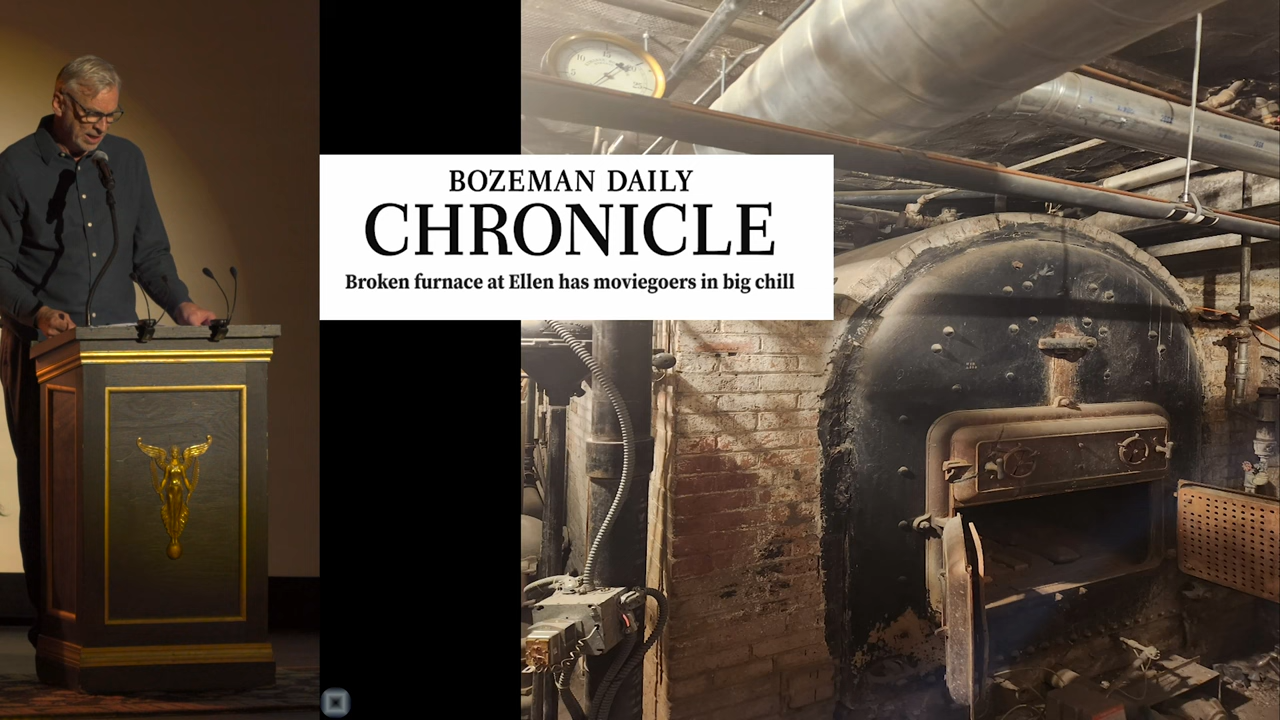 BOZEMAN DAILY
CHRONICLE
Broken furnace at Ellen has moviegoers in big chill